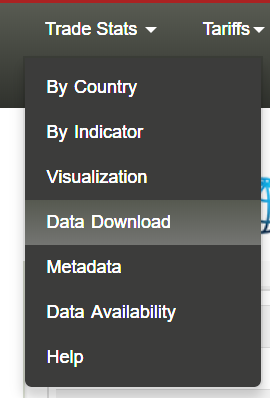 Trade Stats Tariffs
By Country
By Indicator
Visualization
Data Download
Metadata
Data Availability
Help